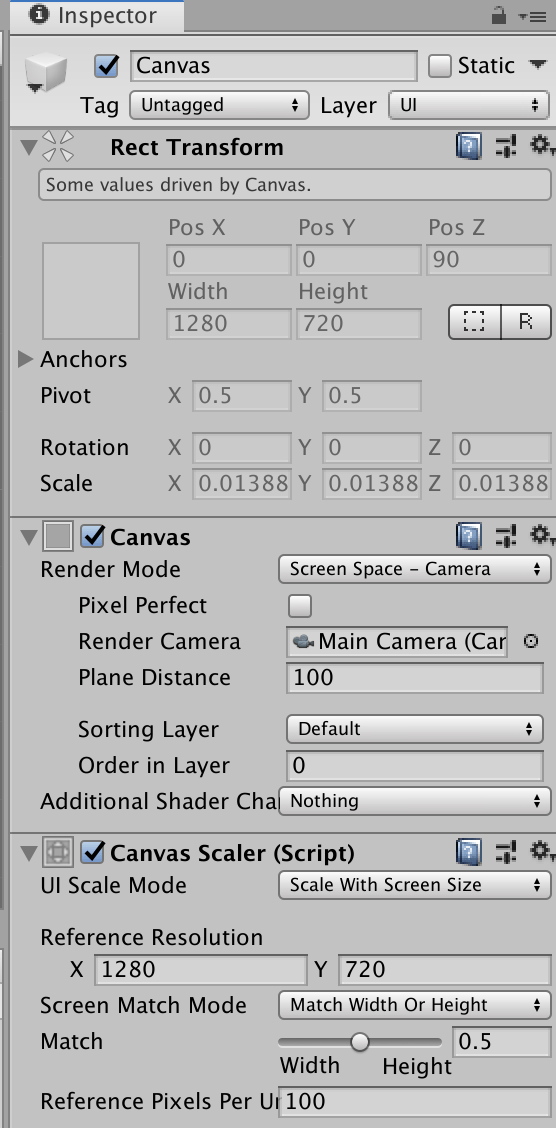 Inspector
Canvas Static
Tag Untagged Layer UI
Rect Transform
Some values driven by Canvas.
Pos X Pos Y Pos Z
0 0 90
Width Height
1280 720 R
Anchors
Pivot X 0.5 Y 0.5
Rotation X 0 Y 0 Z 0
Scale X 0.01388 Y 0.01388 Z 0.01388
Canvas
Render Mode Screen Space – Camera
Pixel Perfect
Render Camera Main Camera (Car
Plane Distance 100
Sorting Layer Default
Order in Layer 0
Additional Shader Cha Nothing
Canvas Scaler (Script)
UI Scale Mode Scale With Screen Size
Reference Resolution
X 1280 Y 720
Screen Match Mode Match Width Or Height
Match 0.5
Width Height
Reference Pixels Per Ur 100